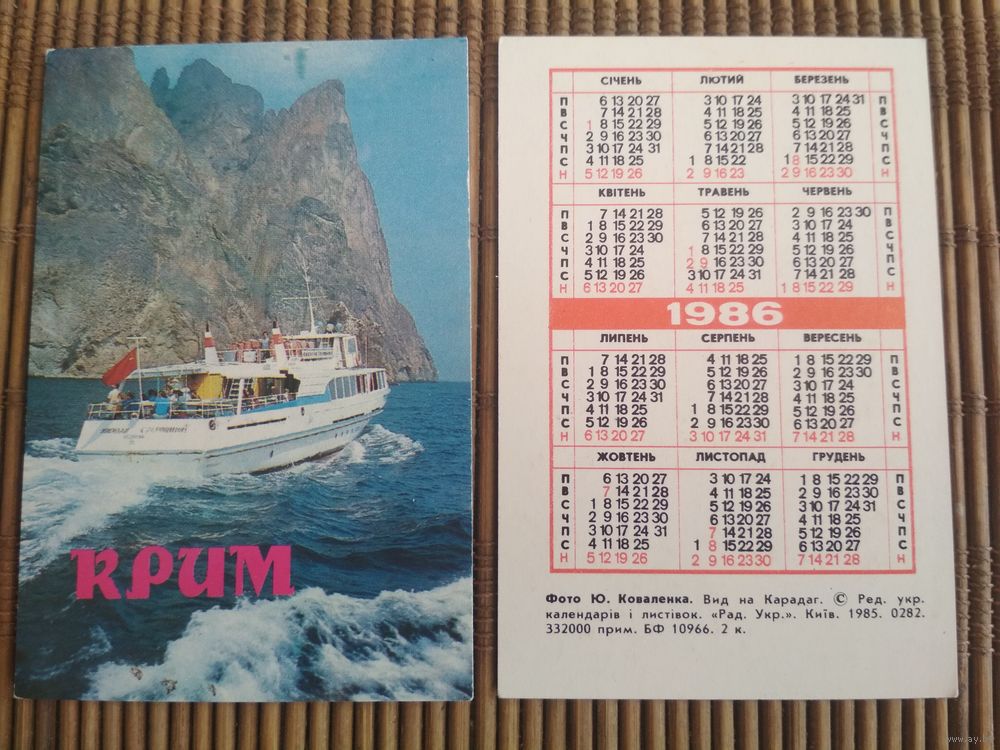 КРИМ
СІЧЕНЬ ЛЮТИЙ БЕРЕЗЕНЬ
П 6 13 20 27 3 10 17 24 3 10 17 24 31 П
В 7 14 21 28 4 11 18 25 4 11 18 25 В
С 1 8 15 22 29 5 12 19 26 5 12 19 26 С
Ч 2 9 16 23 30 6 13 20 27 6 13 20 27 Ч
П 3 10 17 24 31 7 14 21 28 7 14 21 28 П
С 4 11 18 25 1 8 15 22 1 8 15 22 29 С
Н 5 12 19 26 2 9 16 23 2 9 16 23 30 Н
КВІТЕНЬ ТРАВЕНЬ ЧЕРВЕНЬ
П 7 14 21 28 5 12 19 26 2 9 16 23 30 П
В 1 8 15 22 29 6 13 20 27 3 10 17 24 В
С 2 9 16 23 30 7 14 21 28 4 11 18 25 С
Ч 3 10 17 24 1 8 15 22 29 5 12 19 26 Ч
П 4 11 18 25 2 9 16 23 30 6 13 20 27 П
С 5 12 19 26 3 10 17 24 31 7 14 21 28 С
Н 6 13 20 27 4 11 18 25 1 8 15 22 29 Н
1986
ЛИПЕНЬ СЕРПЕНЬ ВЕРЕСЕНЬ
П 7 14 21 28 4 11 18 25 1 8 15 22 29 П
В 1 8 15 22 29 5 12 19 26 2 9 16 23 30 В
С 2 9 16 23 30 6 13 20 27 3 10 17 24 С
Ч 3 10 17 24 31 7 14 21 28 4 11 18 25 Ч
П 4 11 18 25 1 8 15 22 29 5 12 19 26 П
С 5 12 19 26 2 9 16 23 30 6 13 20 27 С
Н 6 13 20 27 3 10 17 24 31 7 14 21 28 Н
ЖОВТЕНЬ ЛИСТОПАД ГРУДЕНЬ
П 6 13 20 27 3 10 17 24 1 8 15 22 29 П
В 7 14 21 28 4 11 18 25 2 9 16 23 30 В
С 1 8 15 22 29 5 12 19 26 3 10 17 24 31 С
Ч 2 9 16 23 30 6 13 20 27 4 11 18 25 Ч
П 3 10 17 24 31 7 14 21 28 5 12 19 26 П
С 4 11 18 25 1 8 15 22 29 6 13 20 27 С
Н 5 12 19 26 2 9 16 23 30 7 14 21 28 Н
Фото Ю. Коваленка. Вид на Карадаг. © Ред. укр.
календарів і листівок. «Рад. Укр.». Київ. 1985. 0282.
332000 прим. БФ 10966. 2 к.